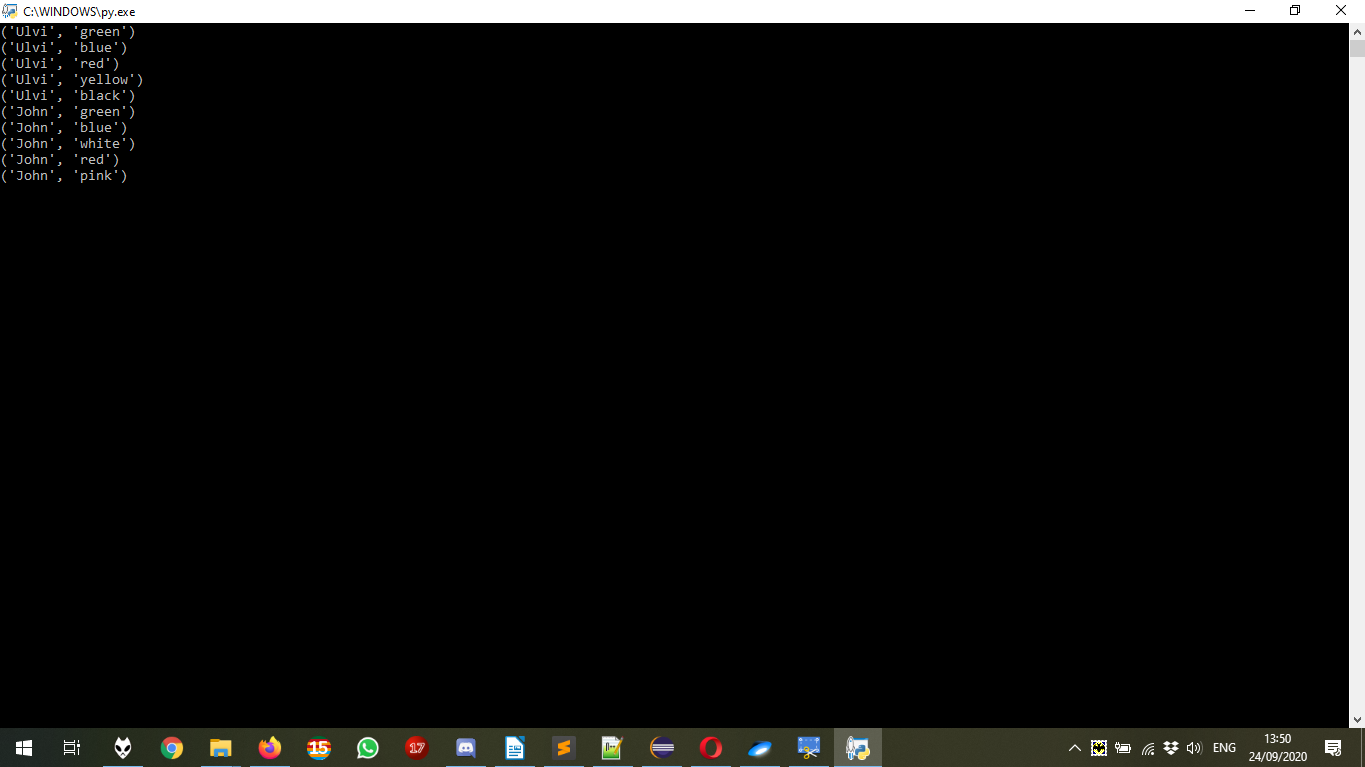 C:\WINDOWS\py.exe
('Ulvi', 'green')
('Ulvi', 'blue')
('Ulvi', 'red')
('Ulvi', 'yellow')
('Ulvi', 'black')
('John', 'green')
('John', 'blue')
('John', 'white')
('John', 'red')
('John', 'pink')
15
17
ENG
13:50
24/09/2020